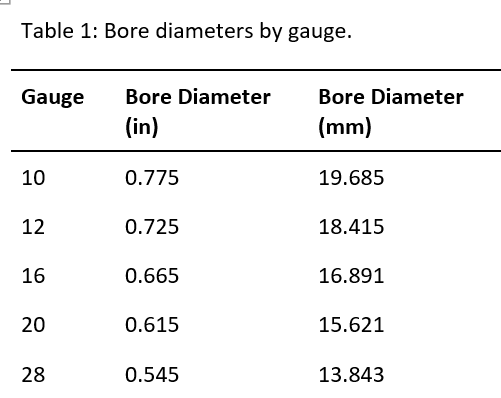 Table 1: Bore diameters by gauge.
Gauge Bore Diameter (in) Bore Diameter (mm)
10 0.775 19.685
12 0.725 18.415
16 0.665 16.891
20 0.615 15.621
28 0.545 13.843